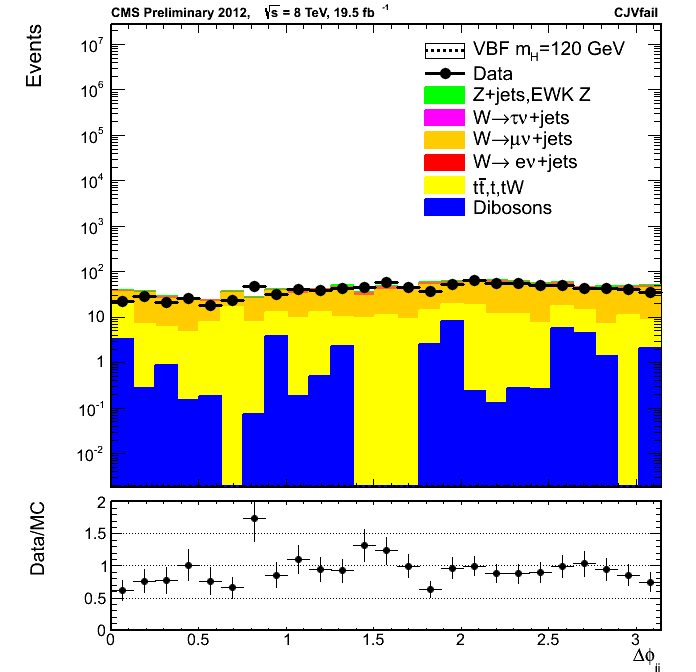 CMS Preliminary 2012, √s = 8 TeV, 19.5 fb⁻¹ CJVfail
Events
10⁷
10⁶
10⁵
10⁴
10³
10²
10
1
10⁻¹
10⁻²
VBF m_H=120 GeV
Data
Z+jets,EWK Z
W→τν+jets
W→μν+jets
W→ eν+jets
tt̄,t,tW
Dibosons
Data/MC
2
1.5
1
0.5
0
0 0.5 1 1.5 2 2.5 3
Δϕ_jj